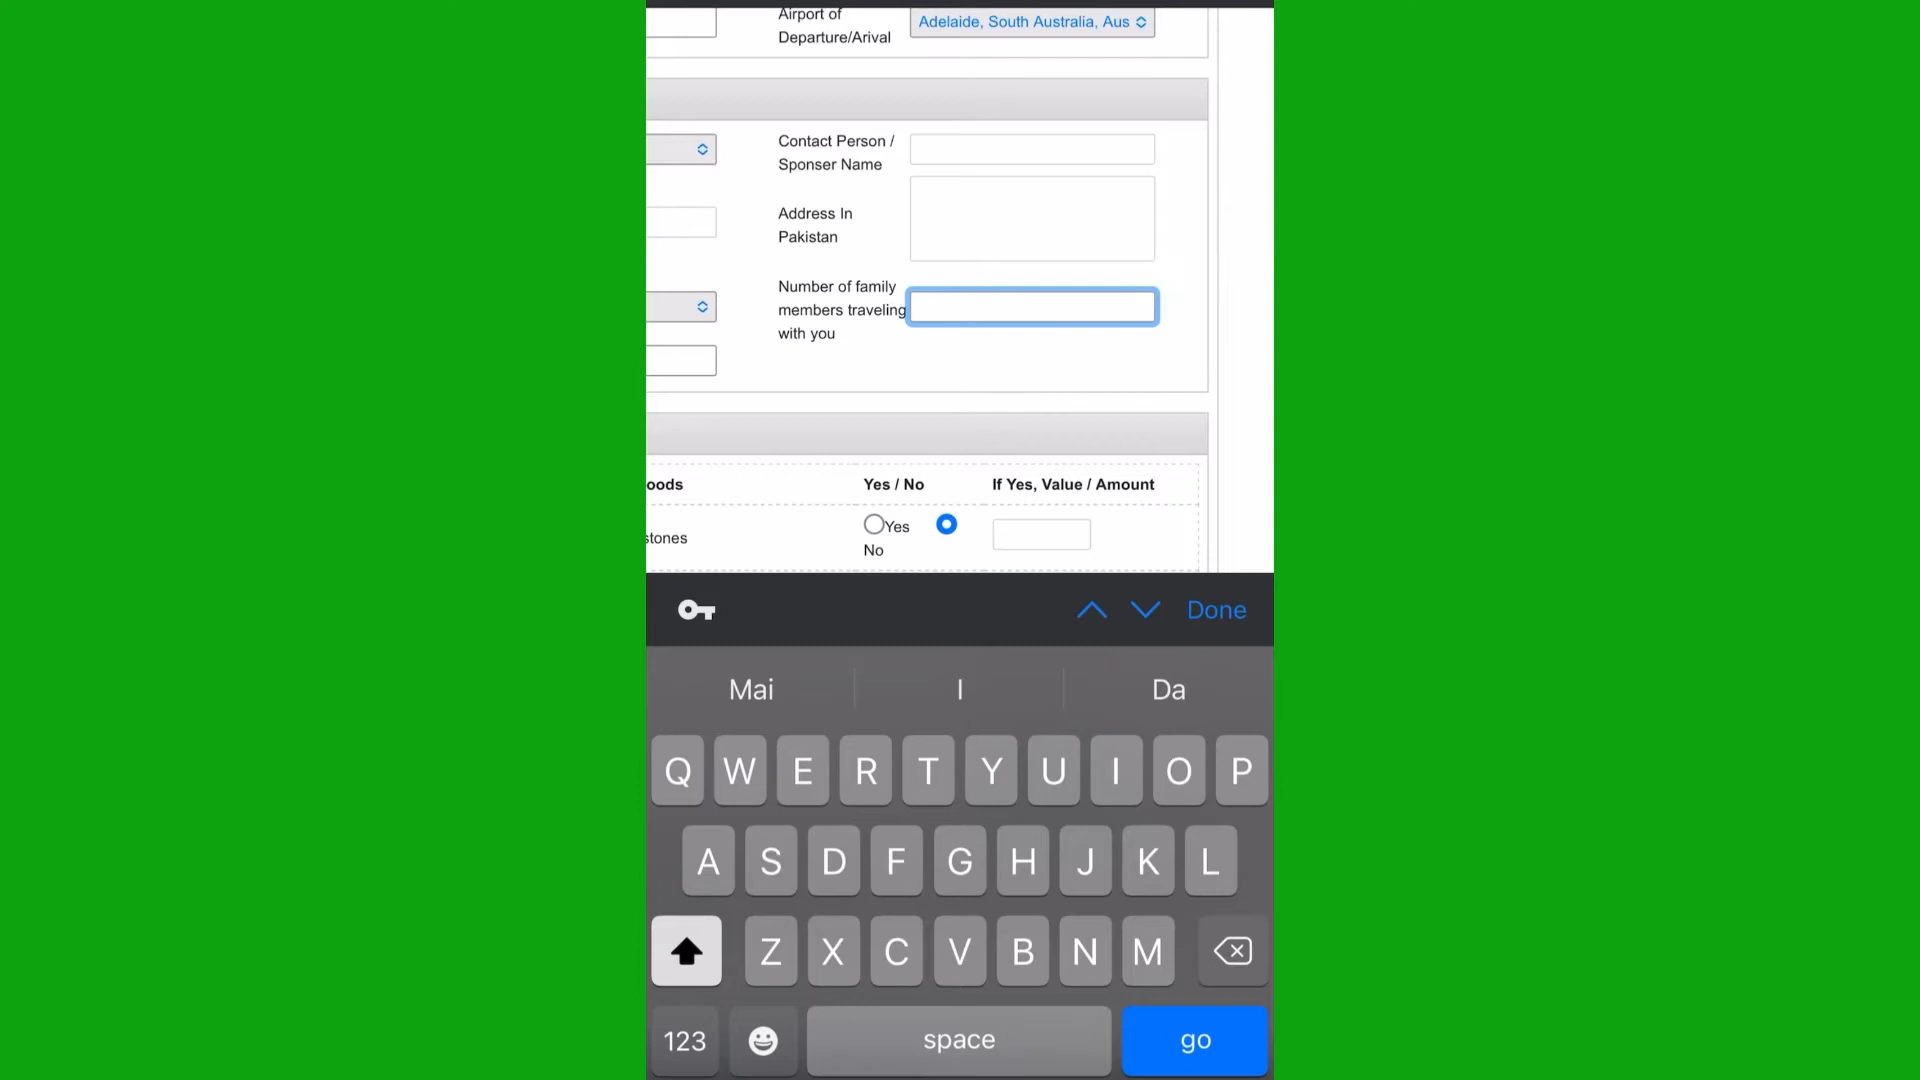 Airport of
Departure/Arival
Adelaide, South Australia, Aus
Contact Person /
Sponser Name
Address In
Pakistan
Number of family
members traveling
with you
oods
Yes / No
If Yes, Value / Amount
stones
Yes
No
Done
Mai
I
Da
Q W E R T Y U I O P
A S D F G H J K L
Z X C V B N M
123
space
go